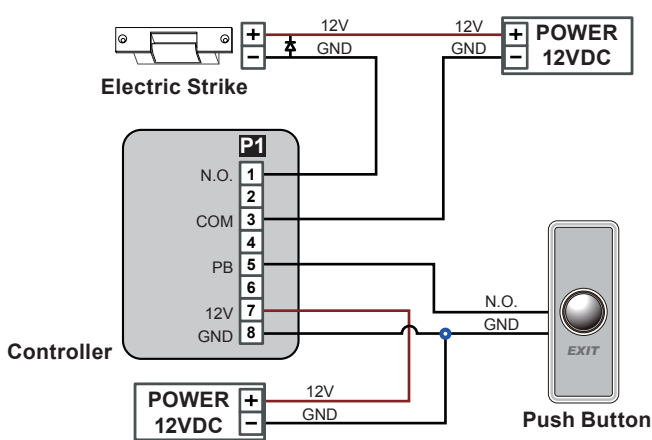 12V
12V
+
+
POWER
GND
GND
−
−
12VDC
Electric Strike
P1
N.O.
1
2
COM
3
4
PB
5
6
12V
7
GND
8
N.O.
GND
EXIT
Controller
POWER
+
12V
12VDC
−
GND
Push Button